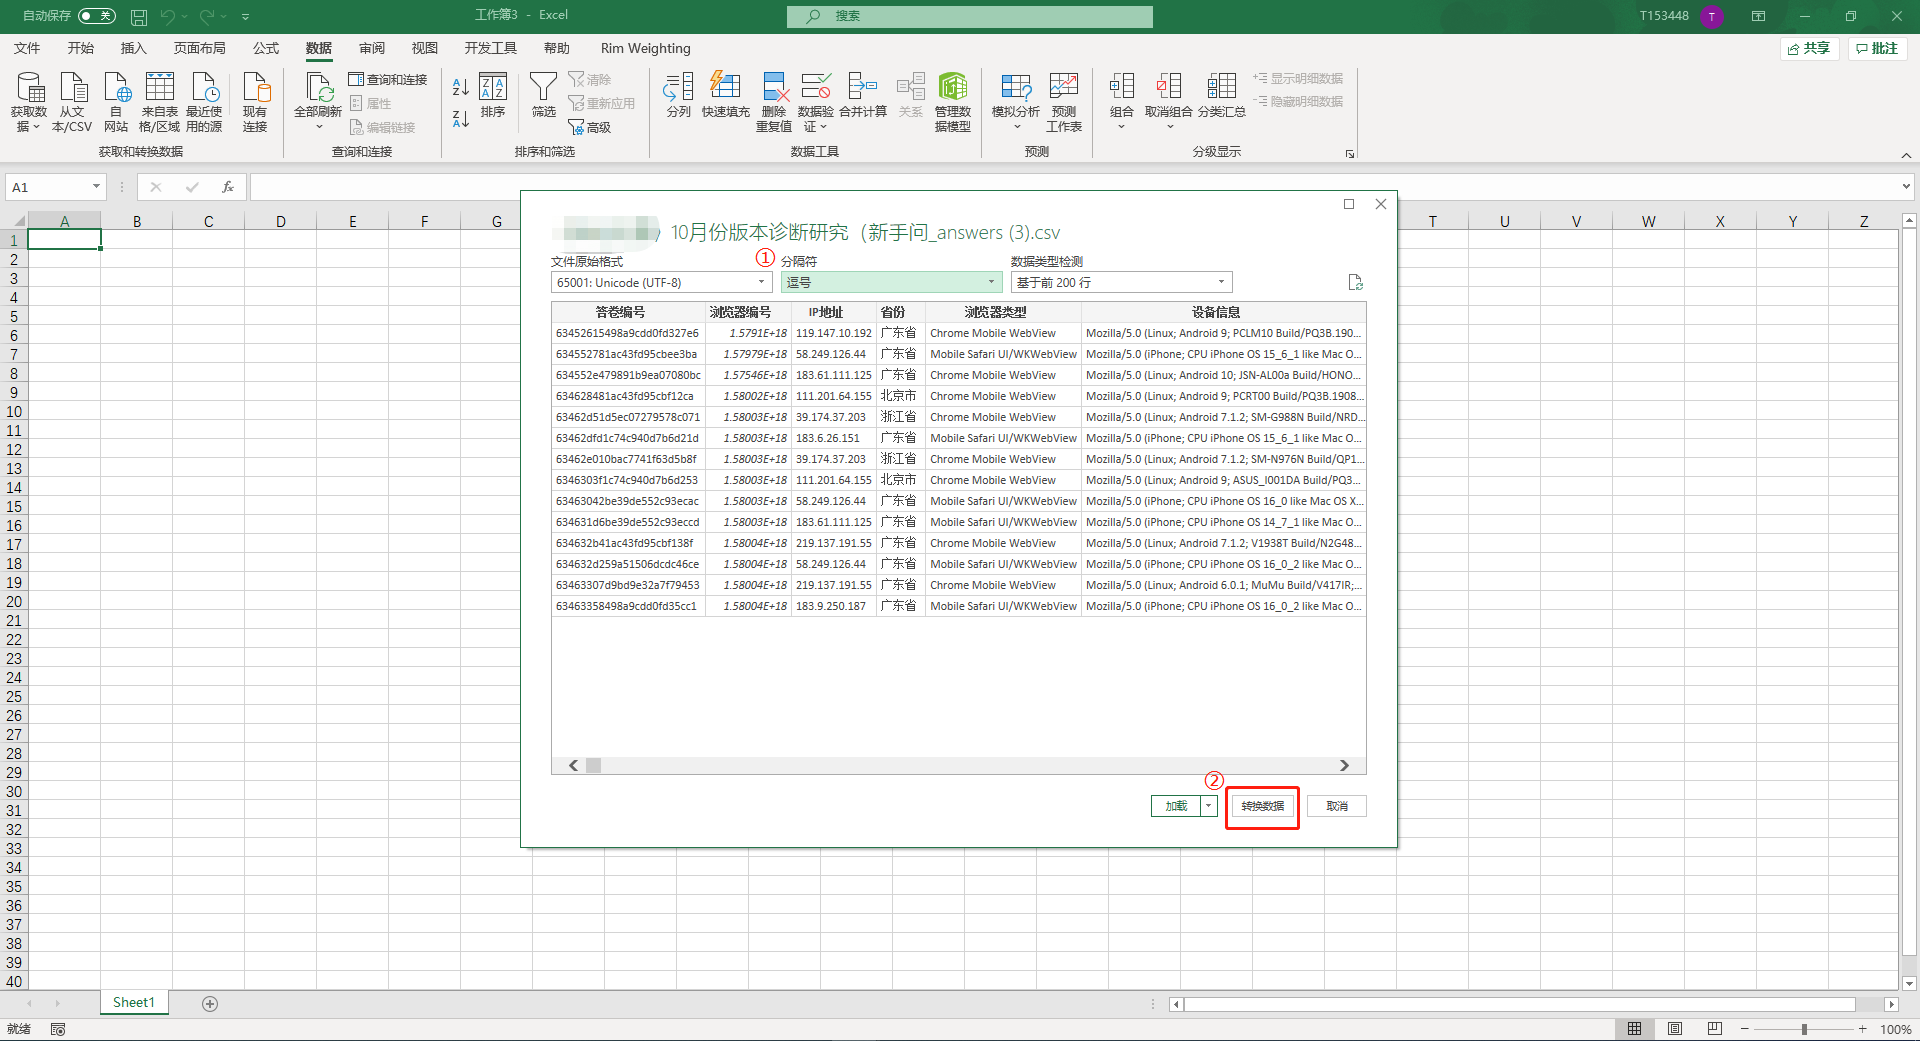 自动保存 关
工作簿3 - Excel
搜索
T153448 T
文件 开始 插入 页面布局 公式 数据 审阅 视图 开发工具 帮助 Rim Weighting
共享 批注
获取数据 从文本/CSV 自网站 来自表格/区域 最近使用的源 现有连接
获取和转换数据
全部刷新 查询和连接 属性 编辑链接
查询和连接
排序 筛选 清除 重新应用 高级
排序和筛选
分列 快速填充 删除重复值 数据验证 合并计算 关系 管理数据模型
数据工具
模拟分析 预测工作表
预测
组合 取消组合 分类汇总 显示明细数据 隐藏明细数据
分级显示
A1 fx
A B C D E F G T U V W X Y Z
1
2
3
4
5
6
7
8
9
10
11
12
13
14
15
16
17
18
19
20
21
22
23
24
25
26
27
28
29
30
31
32
33
34
35
36
37
38
39
40
）10月份版本诊断研究（新手问_answers (3).csv
文件原始格式 ① 分隔符 数据类型检测
65001: Unicode (UTF-8) 逗号 基于前 200 行
答卷编号 浏览器编号 IP地址 省份 浏览器类型 设备信息
63452615498a9cdd0fd327e6 1.5791E+18 119.147.10.192 广东省 Chrome Mobile WebView Mozilla/5.0 (Linux; Android 9; PCLM10 Build/PQ3B.190...
634552781ac43fd95cbee3ba 1.57979E+18 58.249.126.44 广东省 Mobile Safari UI/WKWebView Mozilla/5.0 (iPhone; CPU iPhone OS 15_6_1 like Mac O...
634552e479891b9ea07080bc 1.57546E+18 183.61.111.125 广东省 Chrome Mobile WebView Mozilla/5.0 (Linux; Android 10; JSN-AL00a Build/HONO...
634628481ac43fd95cbf12ca 1.58002E+18 111.201.64.155 北京市 Chrome Mobile WebView Mozilla/5.0 (Linux; Android 9; PCRT00 Build/PQ3B.1908...
63462d51d5ec07279578c071 1.58003E+18 39.174.37.203 浙江省 Chrome Mobile WebView Mozilla/5.0 (Linux; Android 7.1.2; SM-G988N Build/NRD...
63462dfd1c74c940d7b6d21d 1.58003E+18 183.6.26.151 广东省 Mobile Safari UI/WKWebView Mozilla/5.0 (iPhone; CPU iPhone OS 15_6_1 like Mac O...
63462e010bac7741f63d5b8f 1.58003E+18 39.174.37.203 浙江省 Chrome Mobile WebView Mozilla/5.0 (Linux; Android 7.1.2; SM-N976N Build/QP1...
6346303f1c74c940d7b6d253 1.58003E+18 111.201.64.155 北京市 Chrome Mobile WebView Mozilla/5.0 (Linux; Android 9; ASUS_I001DA Build/PQ3...
63463042be39de552c93ecac 1.58003E+18 58.249.126.44 广东省 Mobile Safari UI/WKWebView Mozilla/5.0 (iPhone; CPU iPhone OS 16_0 like Mac OS X...
634631d6be39de552c93eccd 1.58003E+18 183.61.111.125 广东省 Mobile Safari UI/WKWebView Mozilla/5.0 (iPhone; CPU iPhone OS 14_7_1 like Mac O...
634632b41ac43fd95cbf138f 1.58004E+18 219.137.191.55 广东省 Chrome Mobile WebView Mozilla/5.0 (Linux; Android 7.1.2; V1938T Build/N2G48...
634632d259a51506dcdc46ce 1.58004E+18 58.249.126.44 广东省 Mobile Safari UI/WKWebView Mozilla/5.0 (iPhone; CPU iPhone OS 16_0_2 like Mac O...
63463307d9bd9e32a7f79453 1.58004E+18 219.137.191.55 广东省 Chrome Mobile WebView Mozilla/5.0 (Linux; Android 6.0.1; MuMu Build/V417IR;...
63463358498a9cdd0fd35cc1 1.58004E+18 183.9.250.187 广东省 Mobile Safari UI/WKWebView Mozilla/5.0 (iPhone; CPU iPhone OS 16_0_2 like Mac O...
②
加载 转换数据 取消
Sheet1
就绪
100%